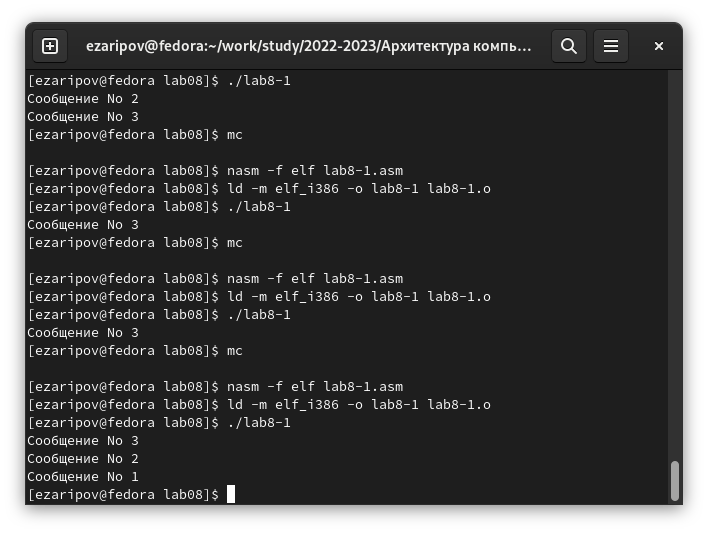 ezaripov@fedora:~/work/study/2022-2023/Архитектура компь…
[ezaripov@fedora lab08]$ ./lab8-1
Сообщение No 2
Сообщение No 3
[ezaripov@fedora lab08]$ mc
[ezaripov@fedora lab08]$ nasm -f elf lab8-1.asm
[ezaripov@fedora lab08]$ ld -m elf_i386 -o lab8-1 lab8-1.o
[ezaripov@fedora lab08]$ ./lab8-1
Сообщение No 3
[ezaripov@fedora lab08]$ mc
[ezaripov@fedora lab08]$ nasm -f elf lab8-1.asm
[ezaripov@fedora lab08]$ ld -m elf_i386 -o lab8-1 lab8-1.o
[ezaripov@fedora lab08]$ ./lab8-1
Сообщение No 3
[ezaripov@fedora lab08]$ mc
[ezaripov@fedora lab08]$ nasm -f elf lab8-1.asm
[ezaripov@fedora lab08]$ ld -m elf_i386 -o lab8-1 lab8-1.o
[ezaripov@fedora lab08]$ ./lab8-1
Сообщение No 3
Сообщение No 2
Сообщение No 1
[ezaripov@fedora lab08]$